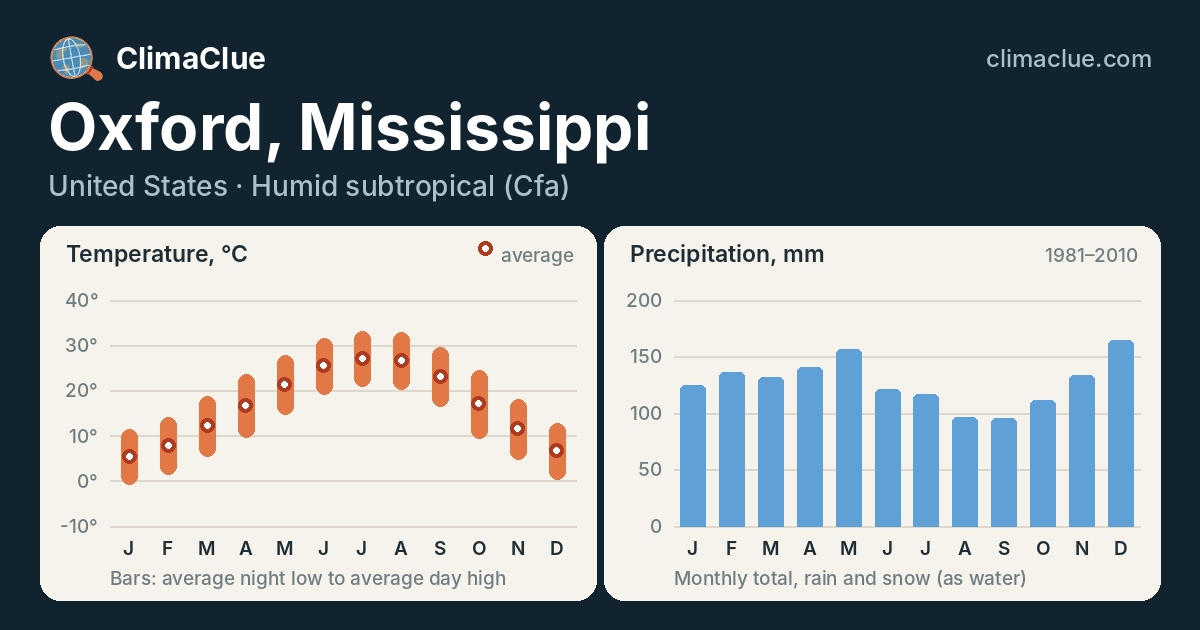 ClimaClue
climaclue.com
Oxford, Mississippi
United States · Humid subtropical (Cfa)
Temperature, °C
average
40°
30°
20°
10°
0°
-10°
J F M A M J J A S O N D
Bars: average night low to average day high
Precipitation, mm
1981–2010
200
150
100
50
0
J F M A M J J A S O N D
Monthly total, rain and snow (as water)